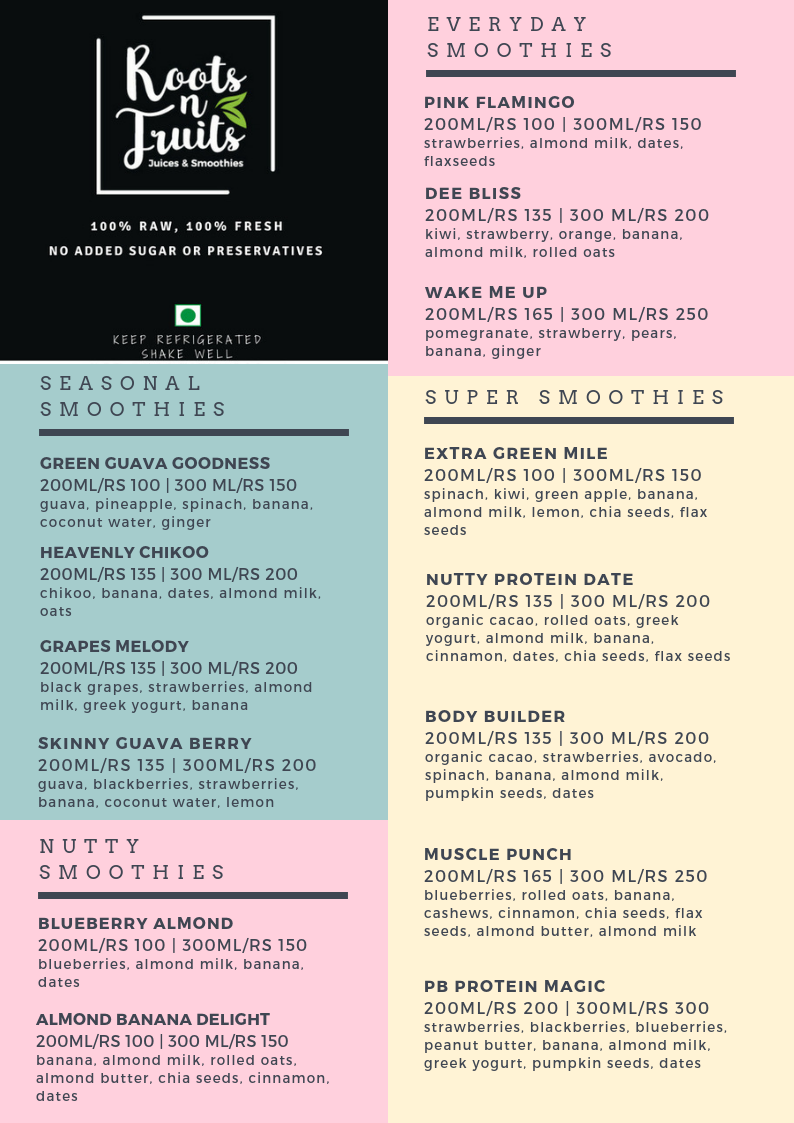 Roots
n
Fruits
Juices & Smoothies
100% RAW, 100% FRESH
NO ADDED SUGAR OR PRESERVATIVES
KEEP REFRIGERATED
SHAKE WELL
EVERYDAY
SMOOTHIES
PINK FLAMINGO
200ML/RS 100 | 300ML/RS 150
strawberries, almond milk, dates,
flaxseeds
DEE BLISS
200ML/RS 135 | 300 ML/RS 200
kiwi, strawberry, orange, banana,
almond milk, rolled oats
WAKE ME UP
200ML/RS 165 | 300 ML/RS 250
pomegranate, strawberry, pears,
banana, ginger
SEASONAL
SMOOTHIES
GREEN GUAVA GOODNESS
200ML/RS 100 | 300 ML/RS 150
guava, pineapple, spinach, banana,
coconut water, ginger
HEAVENLY CHIKOO
200ML/RS 135 | 300 ML/RS 200
chikoo, banana, dates, almond milk,
oats
GRAPES MELODY
200ML/RS 135 | 300 ML/RS 200
black grapes, strawberries, almond
milk, greek yogurt, banana
SKINNY GUAVA BERRY
200ML/RS 135 | 300ML/RS 200
guava, blackberries, strawberries,
banana, coconut water, lemon
NUTTY
SMOOTHIES
BLUEBERRY ALMOND
200ML/RS 100 | 300ML/RS 150
blueberries, almond milk, banana,
dates
ALMOND BANANA DELIGHT
200ML/RS 100 | 300 ML/RS 150
banana, almond milk, rolled oats,
almond butter, chia seeds, cinnamon,
dates
SUPER SMOOTHIES
EXTRA GREEN MILE
200ML/RS 100 | 300ML/RS 150
spinach, kiwi, green apple, banana,
almond milk, lemon, chia seeds, flax
seeds
NUTTY PROTEIN DATE
200ML/RS 135 | 300 ML/RS 200
organic cacao, rolled oats, greek
yogurt, almond milk, banana,
cinnamon, dates, chia seeds, flax seeds
BODY BUILDER
200ML/RS 135 | 300 ML/RS 200
organic cacao, strawberries, avocado,
spinach, banana, almond milk,
pumpkin seeds, dates
MUSCLE PUNCH
200ML/RS 165 | 300 ML/RS 250
blueberries, rolled oats, banana,
cashews, cinnamon, chia seeds, flax
seeds, almond butter, almond milk
PB PROTEIN MAGIC
200ML/RS 200 | 300ML/RS 300
strawberries, blackberries, blueberries,
peanut butter, banana, almond milk,
greek yogurt, pumpkin seeds, dates